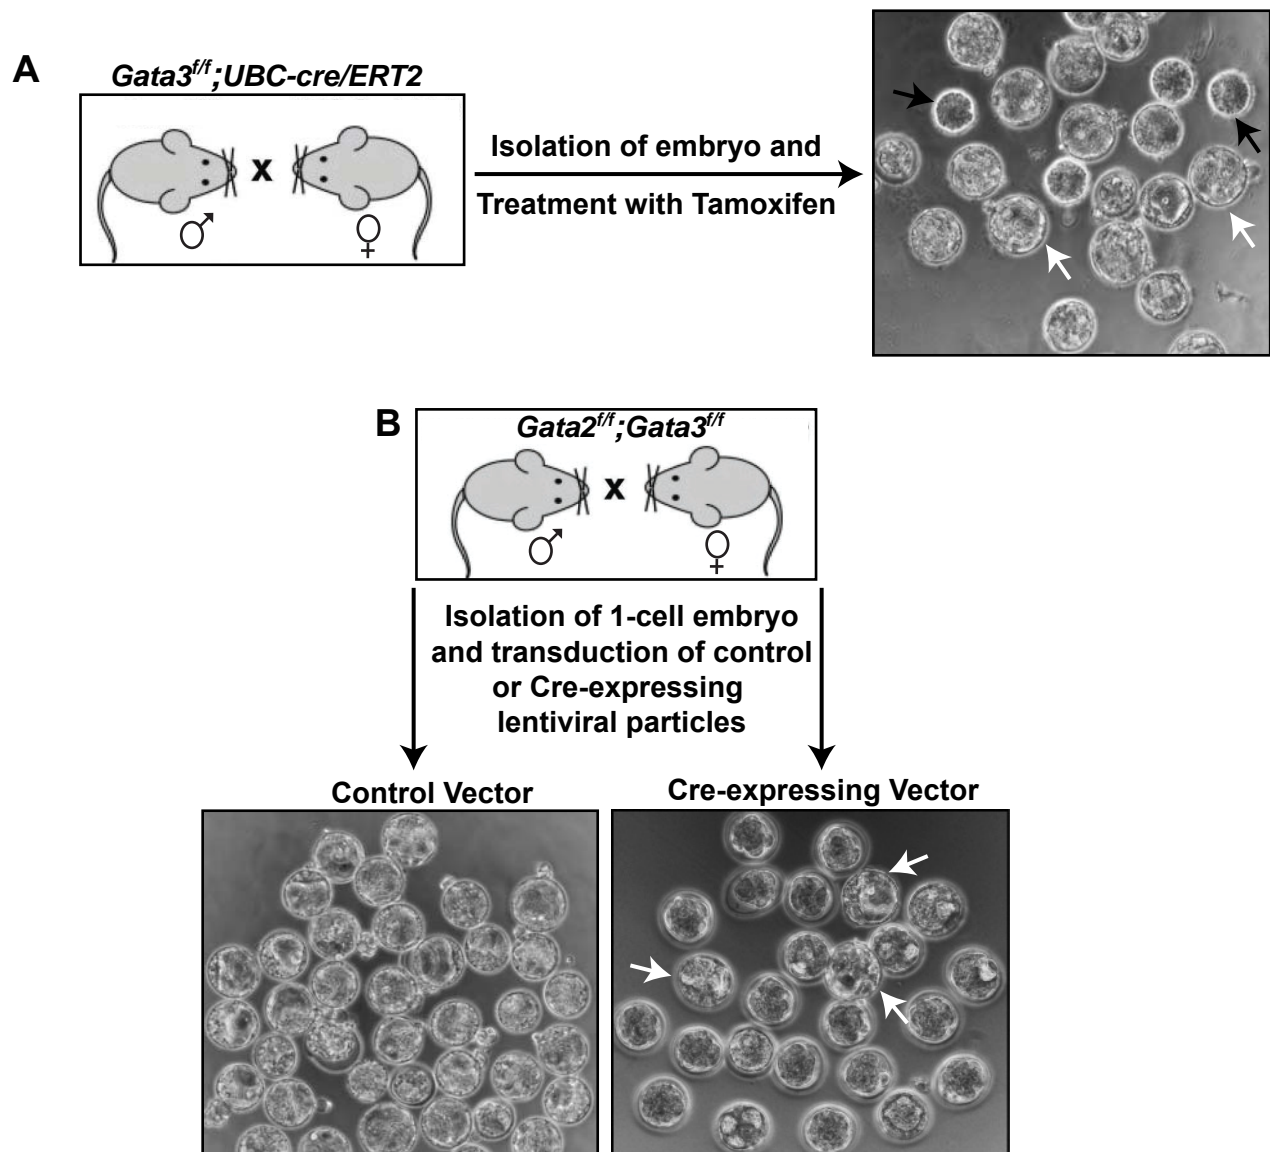 A
Gata3f/f;UBC-cre/ERT2
x
♂
♀
Isolation of embryo and
Treatment with Tamoxifen
B
Gata2f/f;Gata3f/f
x
♂
♀
Isolation of 1-cell embryo
and transduction of control
or Cre-expressing
lentiviral particles
Control Vector
Cre-expressing Vector